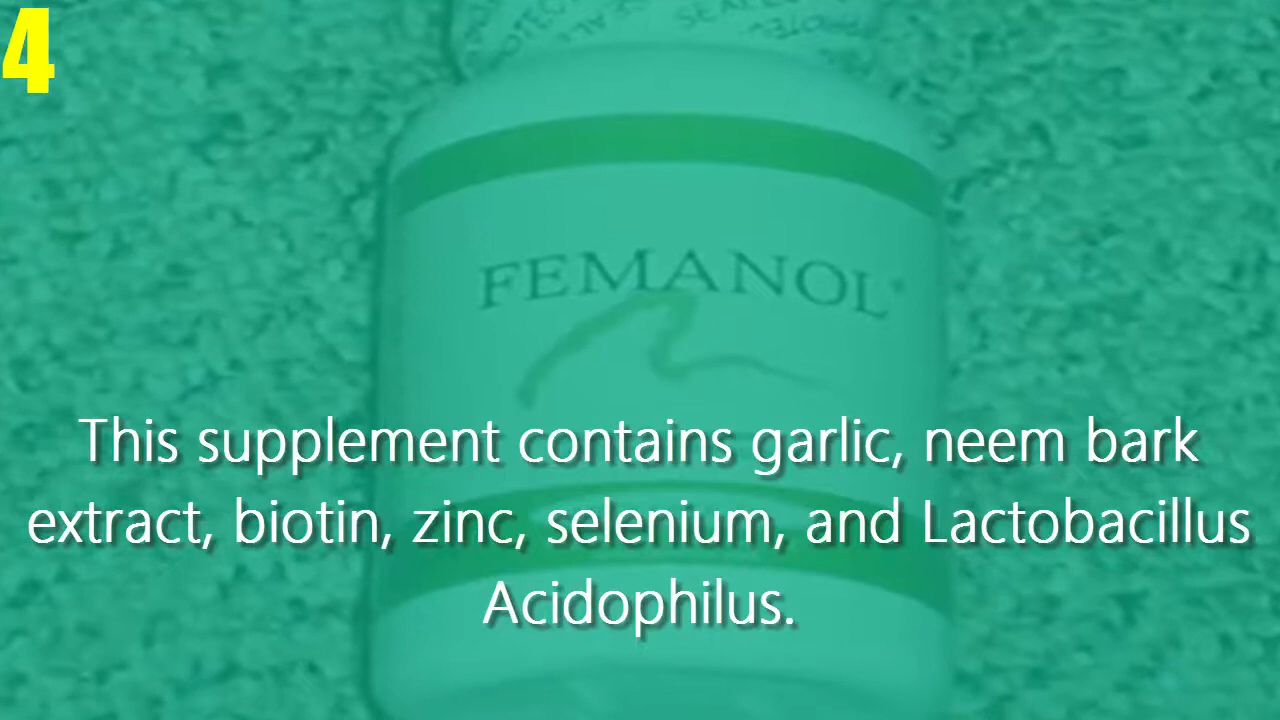 4
FEMANOL
This supplement contains garlic, neem bark
extract, biotin, zinc, selenium, and Lactobacillus
Acidophilus.